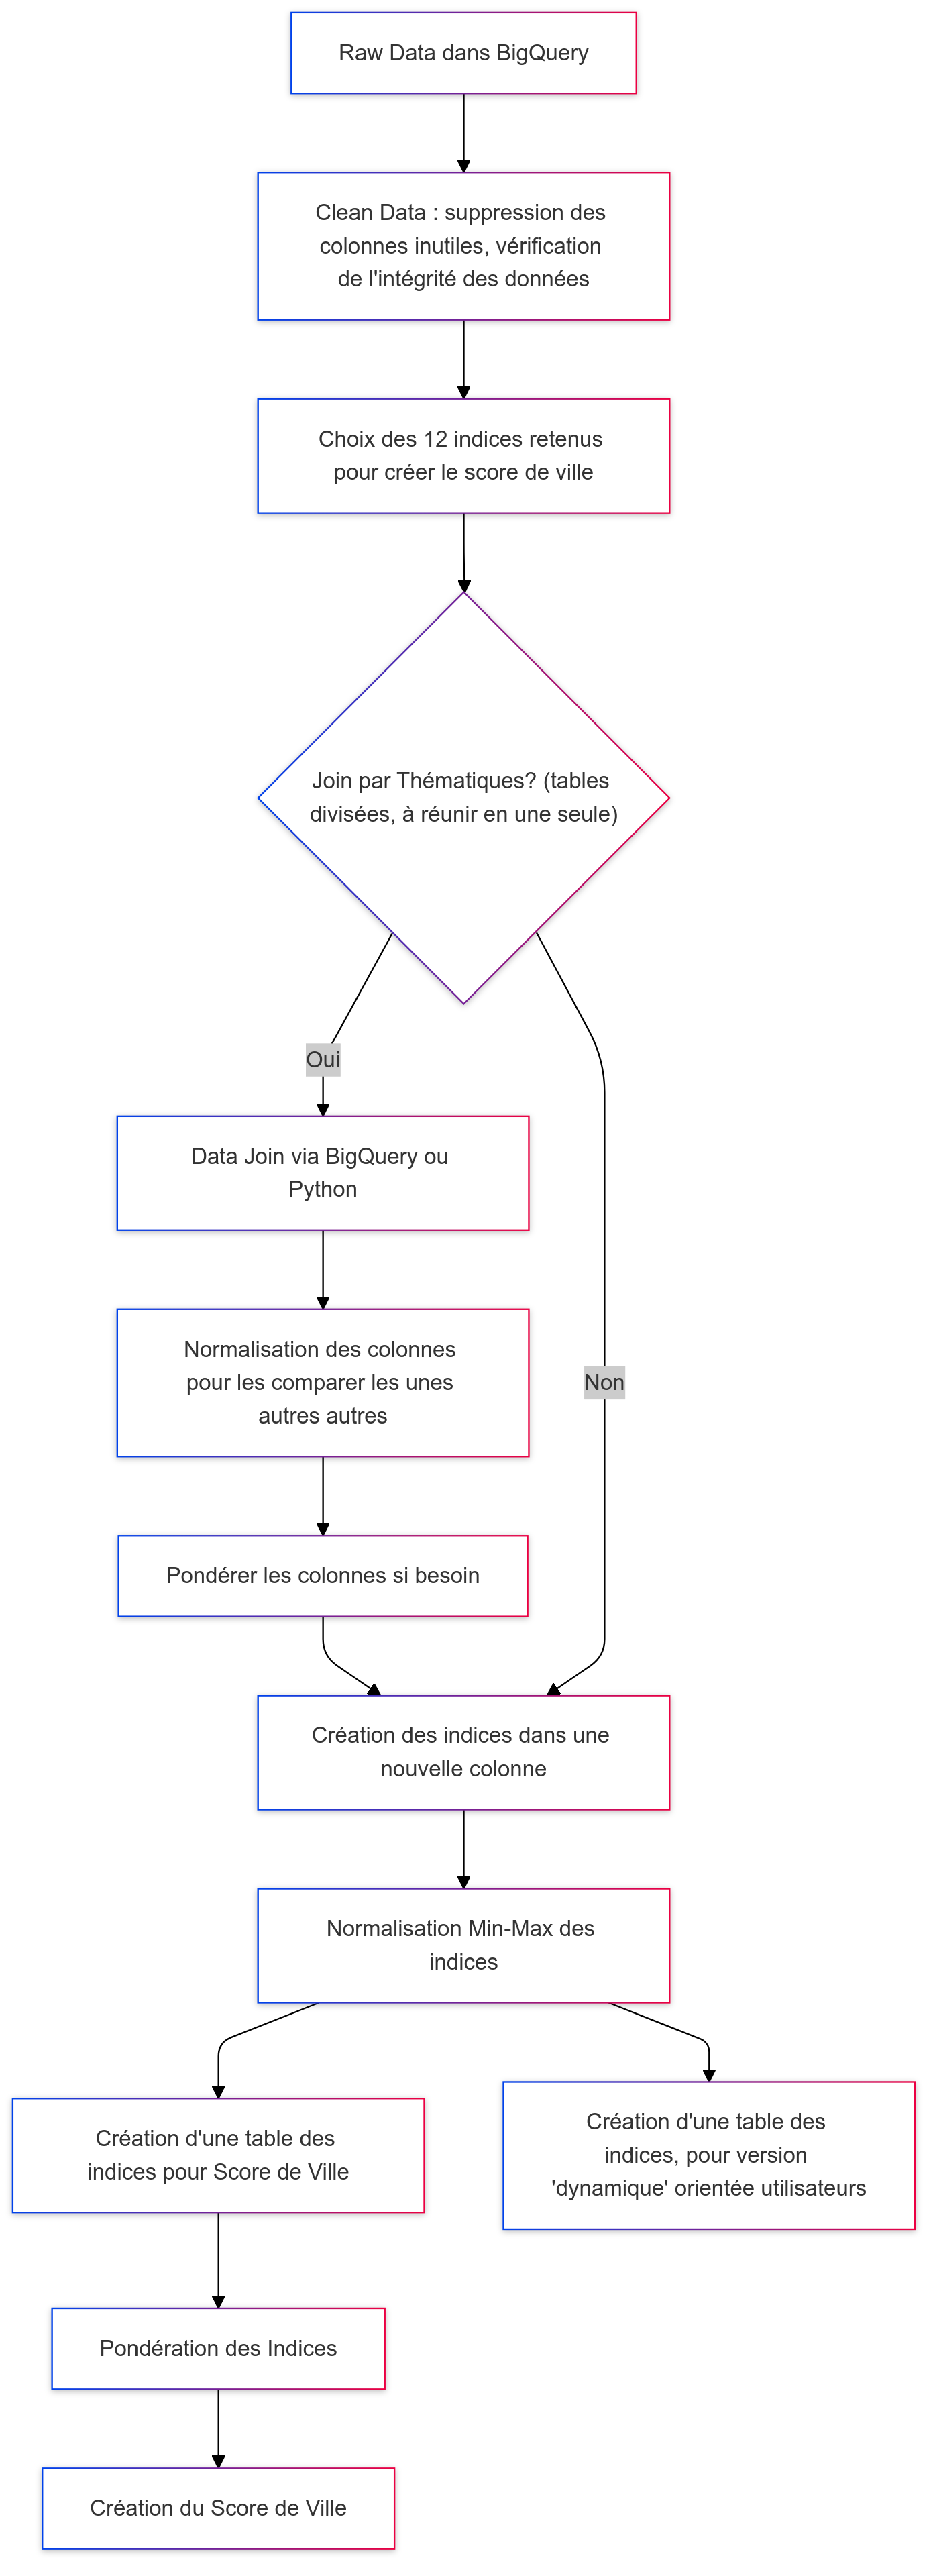 Raw Data dans BigQuery
Clean Data : suppression des
colonnes inutiles, vérification
de l'intégrité des données
Choix des 12 indices retenus
pour créer le score de ville
Join par Thématiques? (tables
divisées, à réunir en une seule)
Oui
Data Join via BigQuery ou
Python
Normalisation des colonnes
pour les comparer les unes
autres autres
Non
Pondérer les colonnes si besoin
Création des indices dans une
nouvelle colonne
Normalisation Min-Max des
indices
Création d'une table des
indices pour Score de Ville
Création d'une table des
indices, pour version
'dynamique' orientée utilisateurs
Pondération des Indices
Création du Score de Ville